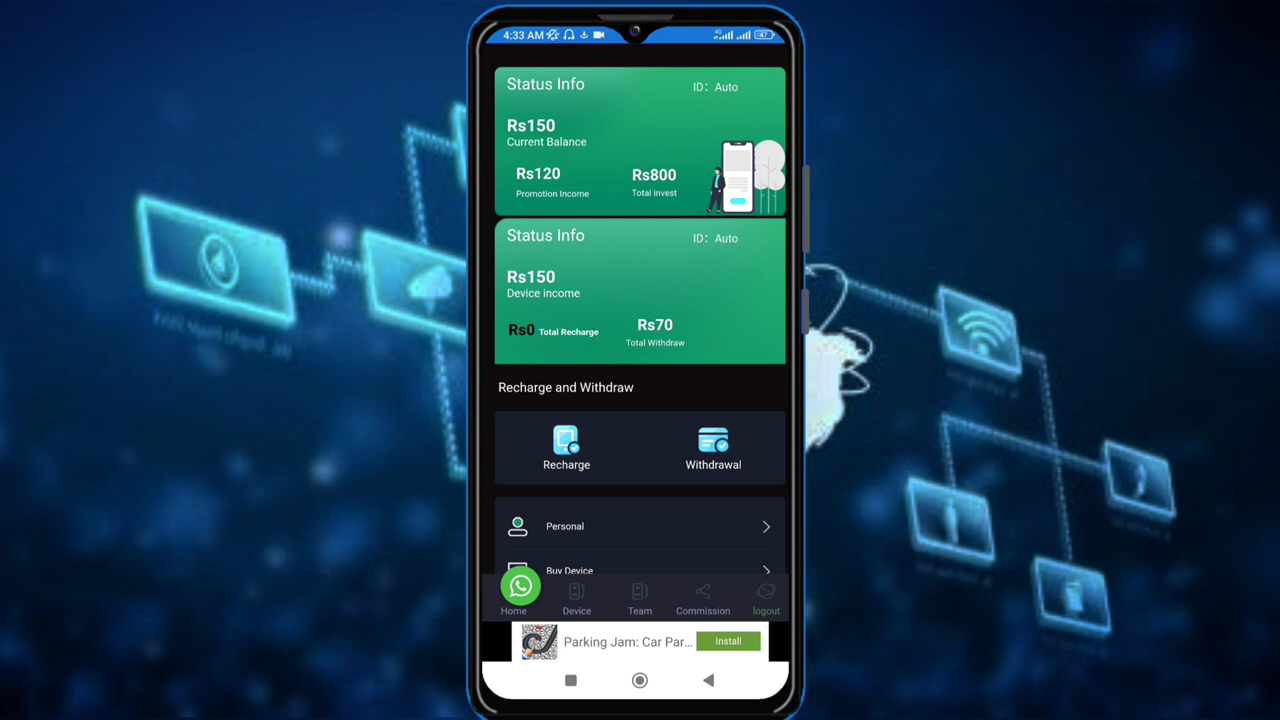 4:33 AM
4G
47
Status Info
ID: Auto
Rs150
Current Balance
Rs120
Rs800
Promotion Income
Total invest
Status Info
ID: Auto
Rs150
Device income
Rs0 Total Recharge
Rs70
Total Withdraw
Recharge and Withdraw
Recharge
Withdrawal
Personal
Buy Device
Home
Device
Team
Commission
logout
Parking Jam: Car Par...
Install